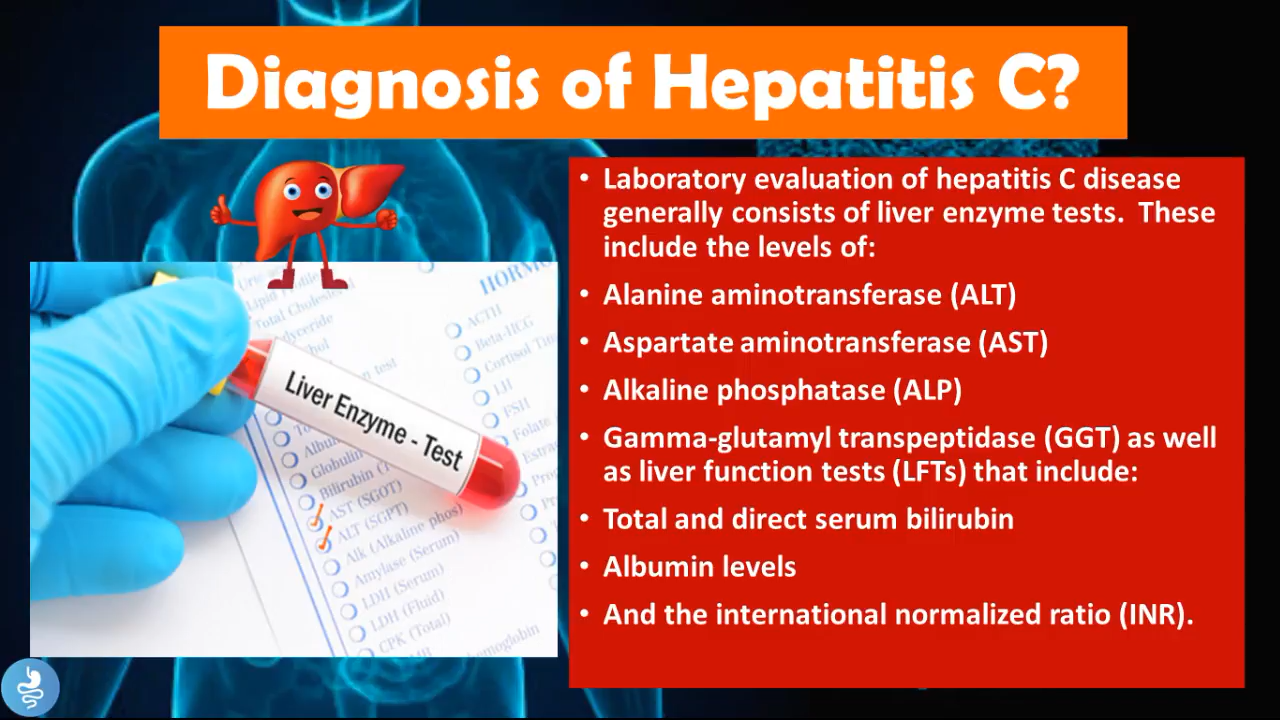 Diagnosis of Hepatitis C?
• Laboratory evaluation of hepatitis C disease
generally consists of liver enzyme tests.  These
include the levels of:
• Alanine aminotransferase (ALT)
• Aspartate aminotransferase (AST)
• Alkaline phosphatase (ALP)
• Gamma-glutamyl transpeptidase (GGT) as well
as liver function tests (LFTs) that include:
• Total and direct serum bilirubin
• Albumin levels
• And the international normalized ratio (INR).
Liver Enzyme - Test
Lipid
Total
test
Globulin
Bilirubin
AST (SGOT)
ALT (SGPT)
Alk (Alkaline phos)
Amylase (Serum)
LDH (Serum)
LDH (Fluid)
CPK (Total)
ACTH
Beta-HCG
Cortisol
LH
FSH
Folate